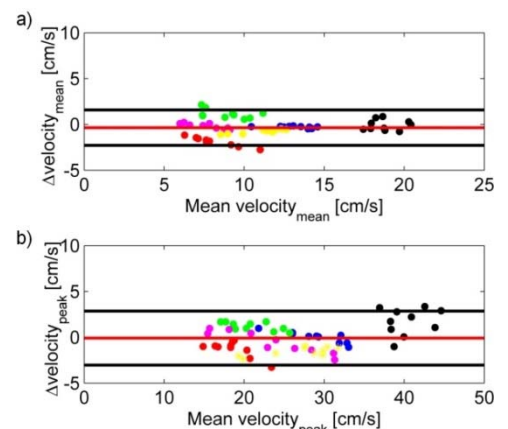 a)
10
5
0
-5
Δvelocity_mean [cm/s]
0 5 10 15 20 25
Mean velocity_mean [cm/s]
b)
10
5
0
-5
Δvelocity_peak [cm/s]
0 10 20 30 40 50
Mean velocity_peak [cm/s]